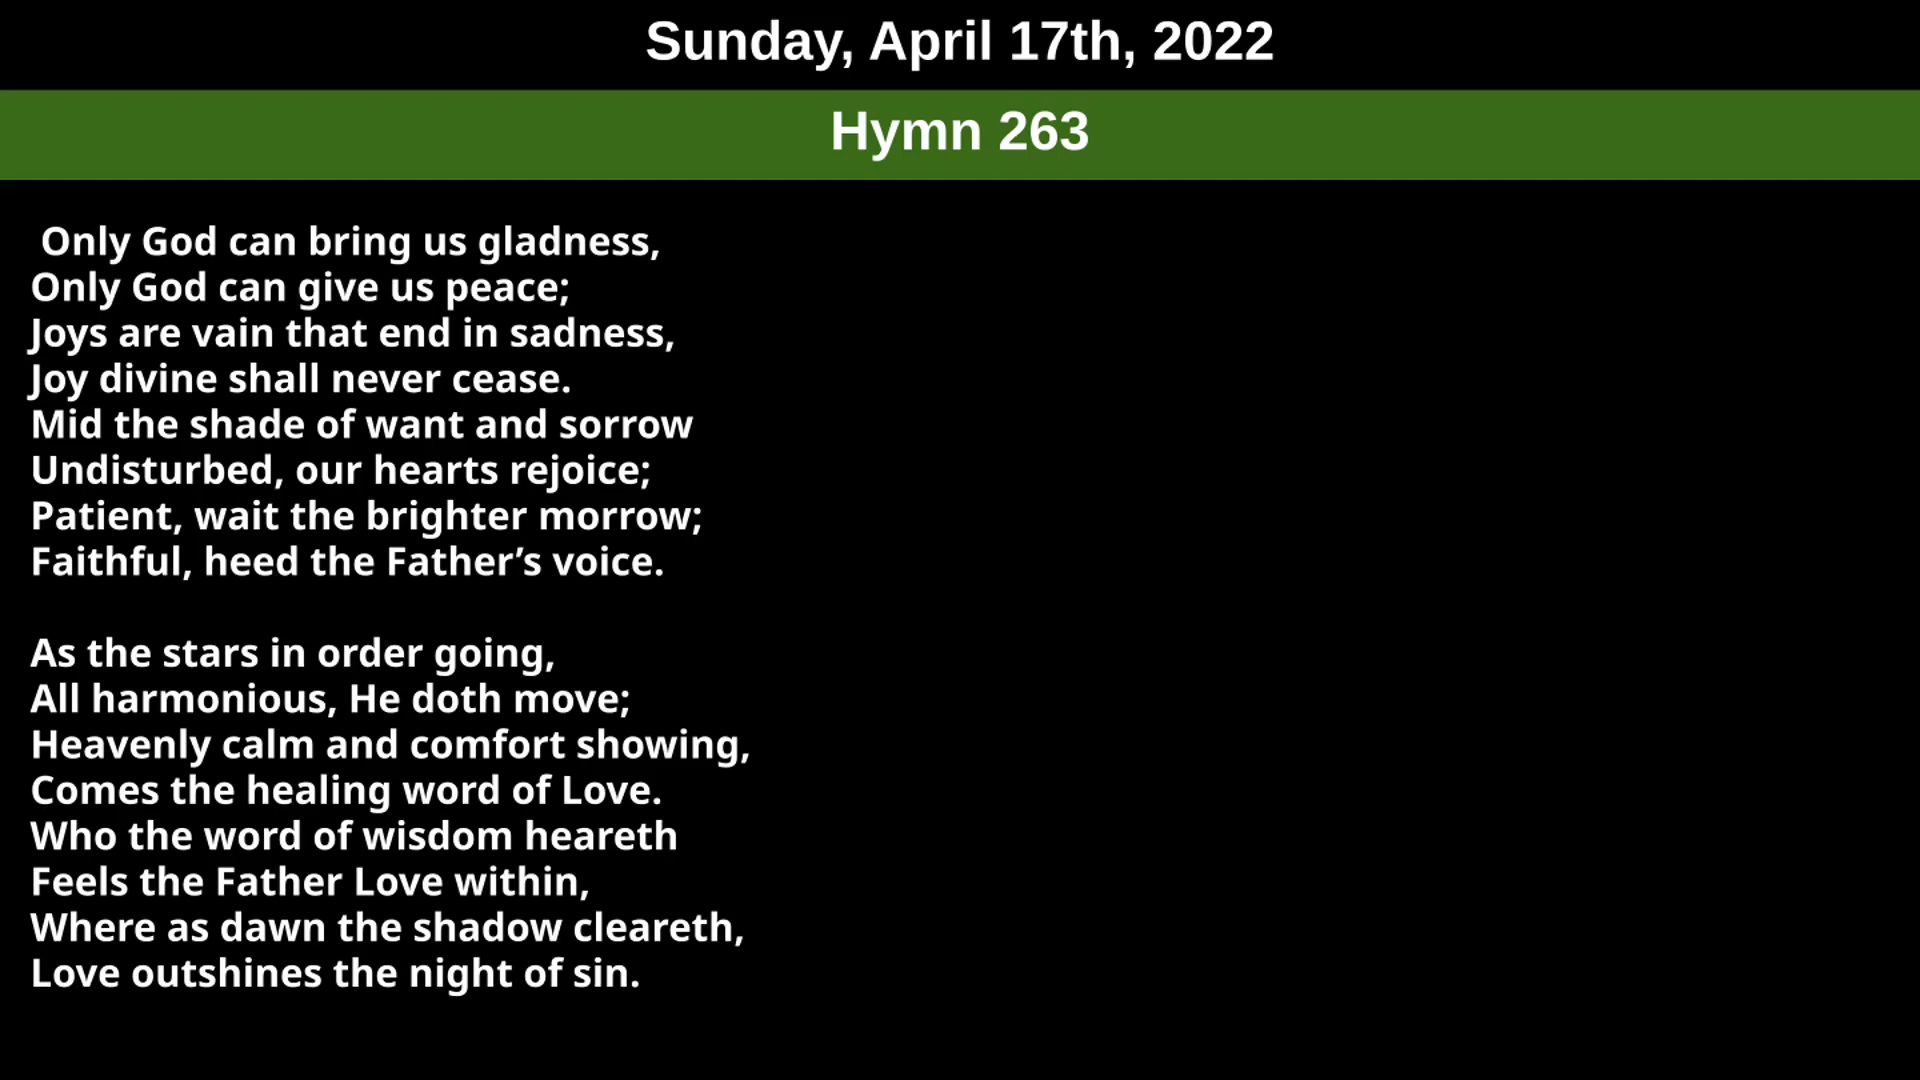 Sunday, April 17th, 2022
Hymn 263
Only God can bring us gladness,
Only God can give us peace;
Joys are vain that end in sadness,
Joy divine shall never cease.
Mid the shade of want and sorrow
Undisturbed, our hearts rejoice;
Patient, wait the brighter morrow;
Faithful, heed the Father’s voice.

As the stars in order going,
All harmonious, He doth move;
Heavenly calm and comfort showing,
Comes the healing word of Love.
Who the word of wisdom heareth
Feels the Father Love within,
Where as dawn the shadow cleareth,
Love outshines the night of sin.